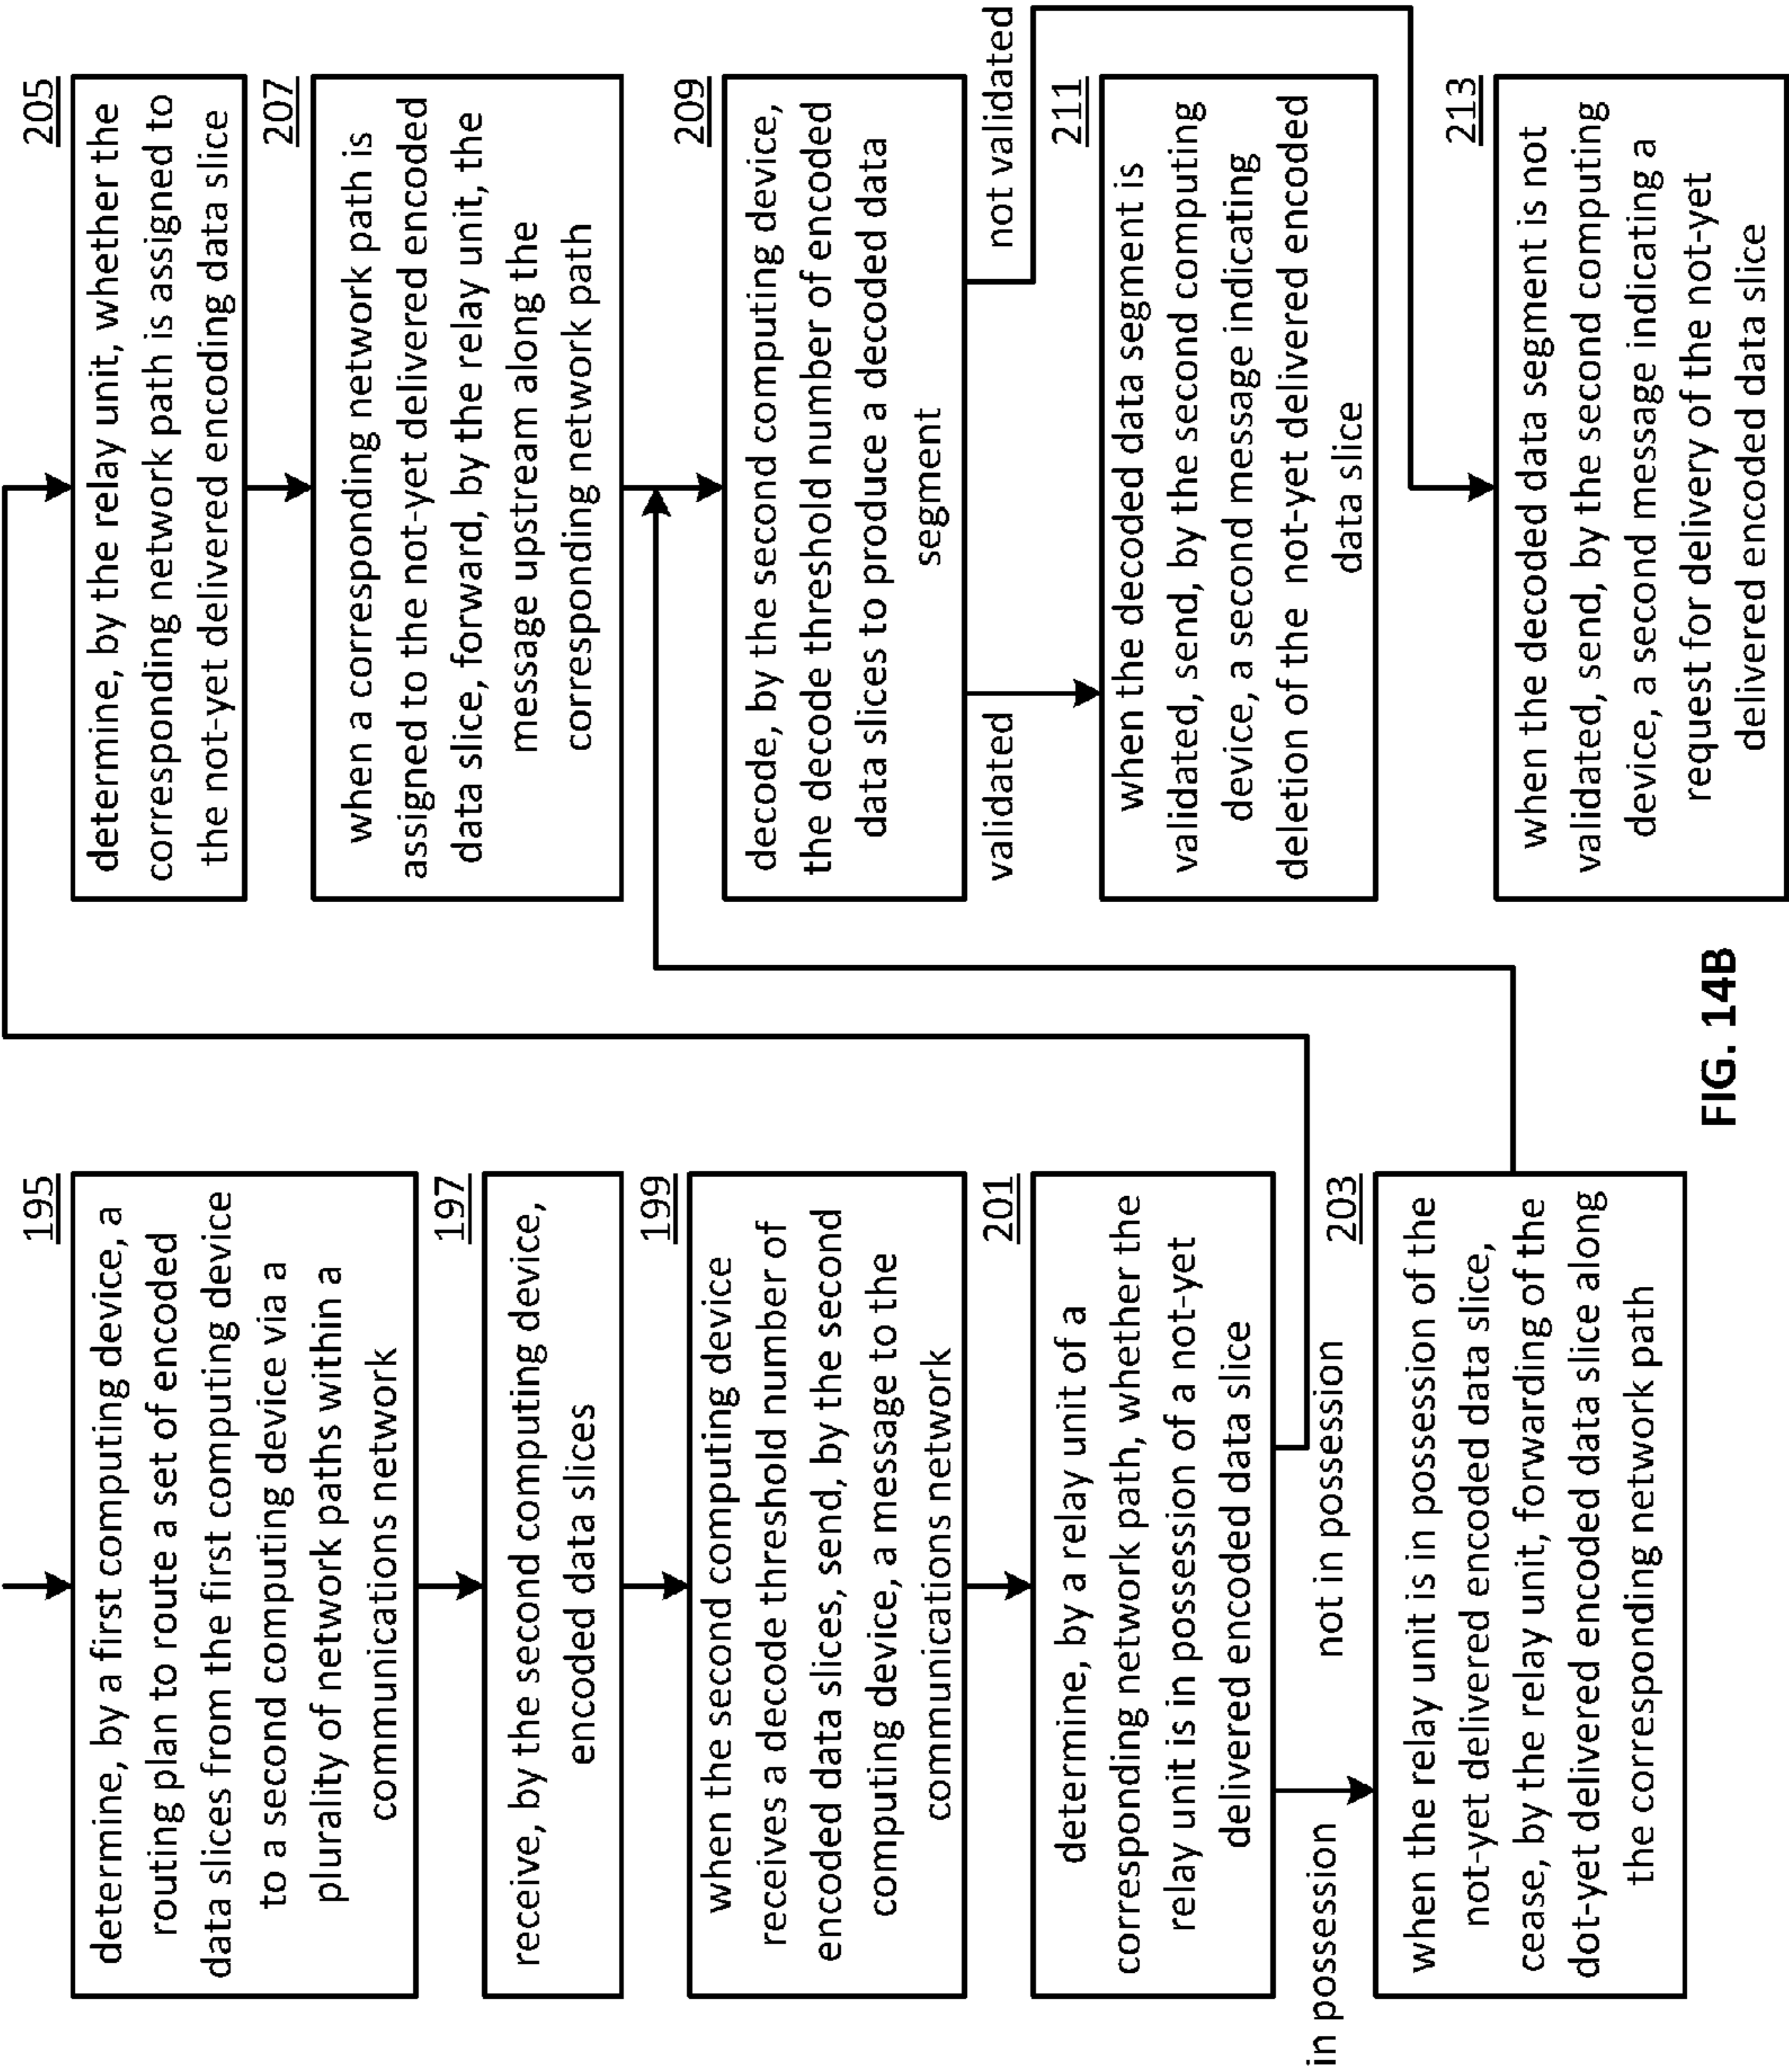 195
determine, by a first computing device, a
routing plan to route a set of encoded
data slices from the first computing device
to a second computing device via a
plurality of network paths within a
communications network
197
receive, by the second computing device,
encoded data slices
199
when the second computing device
receives a decode threshold number of
encoded data slices, send, by the second
computing device, a message to the
communications network
201
determine, by a relay unit of a
corresponding network path, whether the
relay unit is in possession of a not-yet
delivered encoded data slice
in possession
not in possession
203
when the relay unit is in possession of the
not-yet delivered encoded data slice,
cease, by the relay unit, forwarding of the
dot-yet delivered encoded data slice along
the corresponding network path
205
determine, by the relay unit, whether the
corresponding network path is assigned to
the not-yet delivered encoding data slice
207
when a corresponding network path is
assigned to the not-yet delivered encoded
data slice, forward, by the relay unit, the
message upstream along the
corresponding network path
209
decode, by the second computing device,
the decode threshold number of encoded
data slices to produce a decoded data
segment
validated
not validated
211
when the decoded data segment is
validated, send, by the second computing
device, a second message indicating
deletion of the not-yet delivered encoded
data slice
213
when the decoded data segment is not
validated, send, by the second computing
device, a second message indicating a
request for delivery of the not-yet
delivered encoded data slice
FIG. 14B